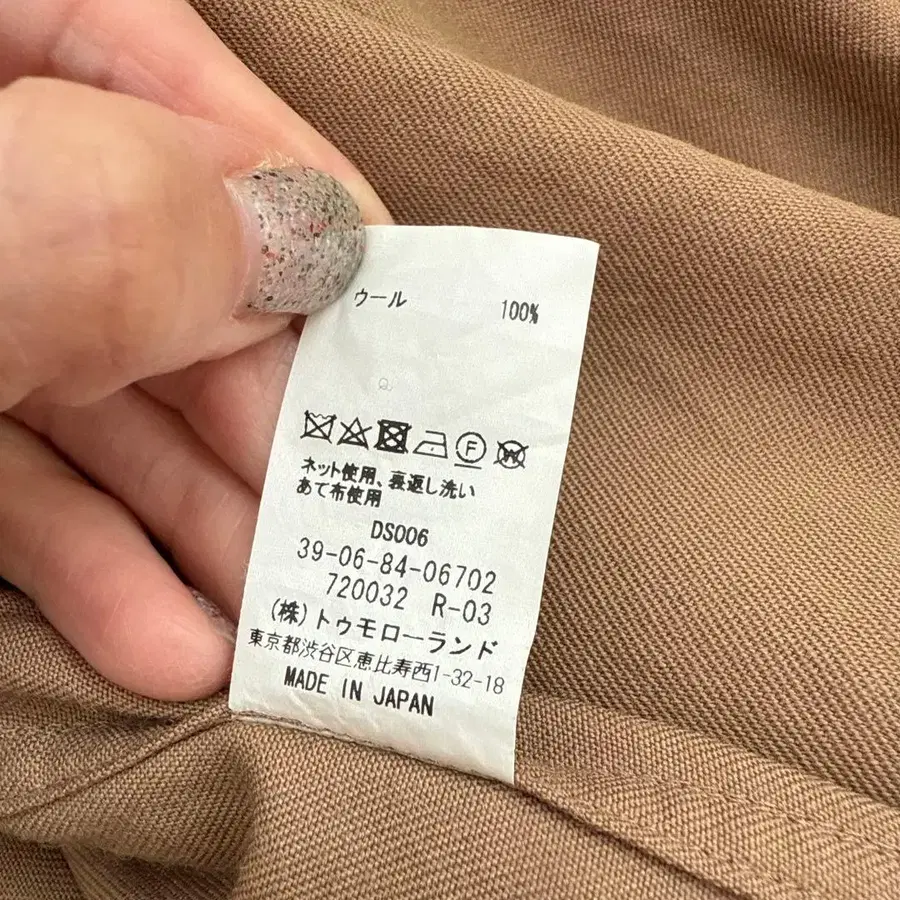 ウール 100%
F W
ネット使用、裏返し洗い
あて布使用
DS006
39-06-84-06702
720032 R-03
(株)トゥモローランド
東京都渋谷区恵比寿西1-32-18
MADE IN JAPAN